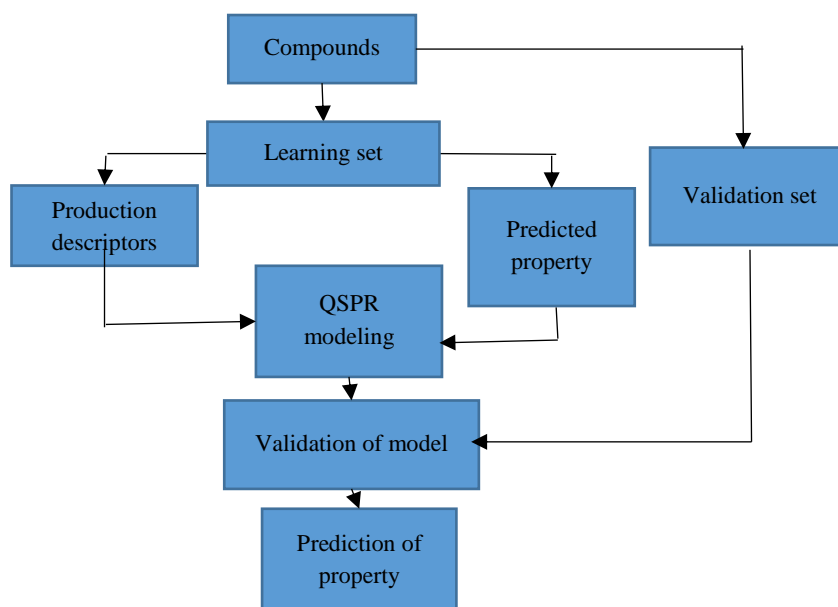 Compounds
Learning set
Validation set
Production
descriptors
Predicted
property
QSPR
modeling
Validation of model
Prediction of
property